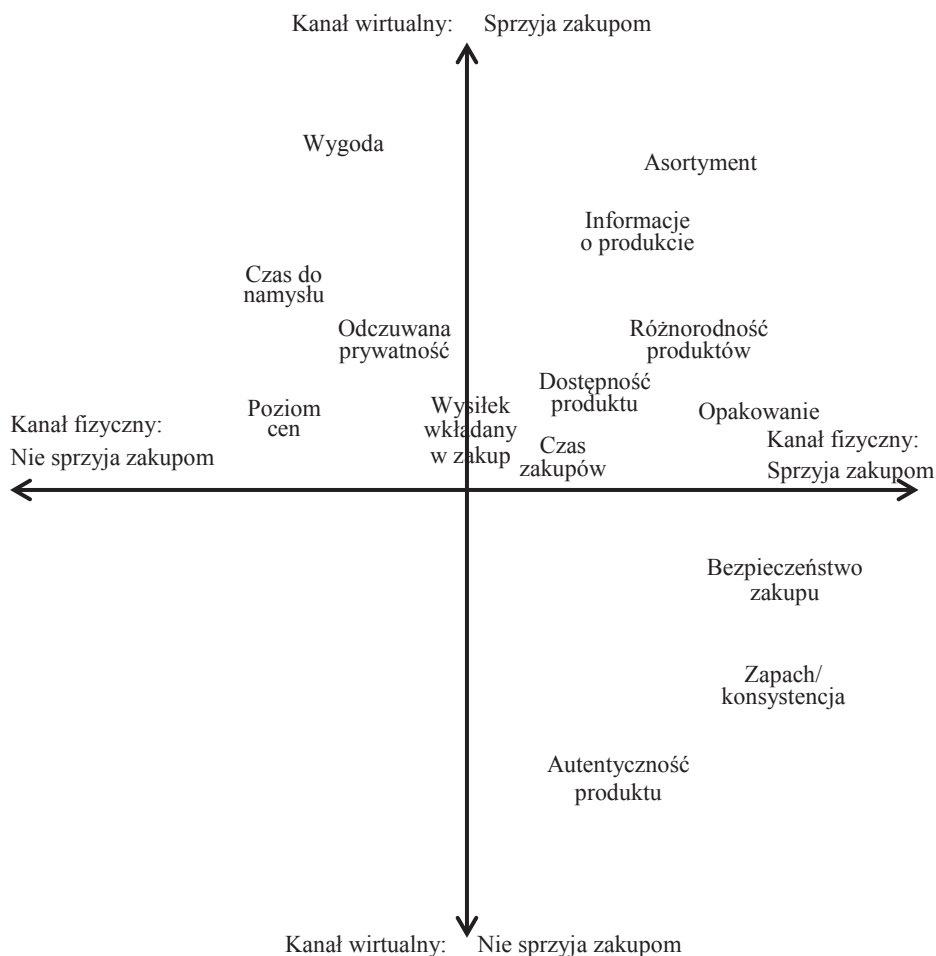 Kanał wirtualny: Sprzyja zakupom
Wygoda
Asortyment
Informacje
o produkcie
Czas do
namysłu
Odczuwana
prywatność
Różnorodność
produktów
Dostępność
produktu
Poziom
cen
Wysiłek
wkładany
w zakup
Opakowanie
Kanał fizyczny:
Nie sprzyja zakupom
Czas
zakupów
Kanał fizyczny:
Sprzyja zakupom
Bezpieczeństwo
zakupu
Zapach/
konsystencja
Autentyczność
produktu
Kanał wirtualny: Nie sprzyja zakupom